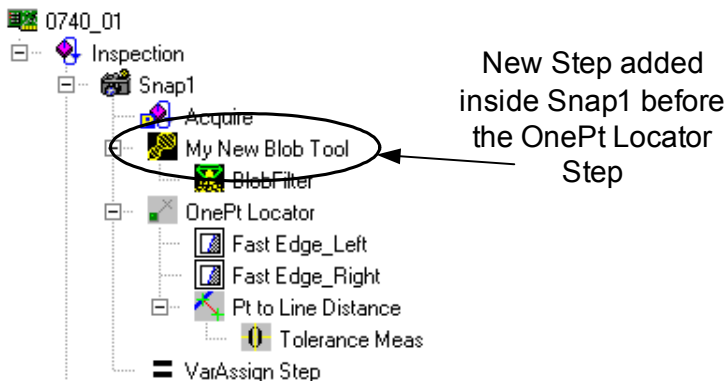 0740_01
Inspection
Snap1
Acquire
My New Blob Tool
BlobFilter
OnePt Locator
Fast Edge_Left
Fast Edge_Right
Pt to Line Distance
Tolerance Meas
VarAssign Step
New Step added
inside Snap1 before
the OnePt Locator
Step